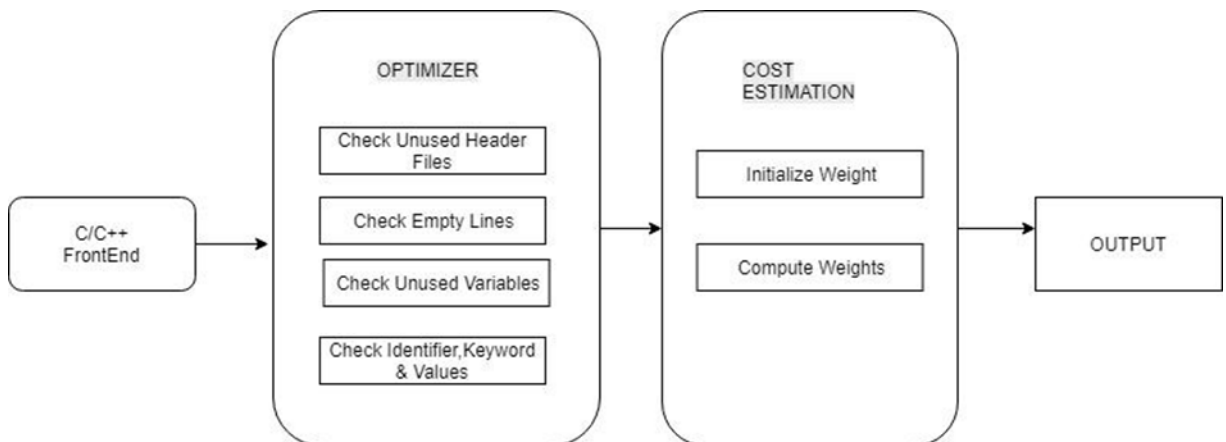 C/C++
FrontEnd
OPTIMIZER
Check Unused Header
Files
Check Empty Lines
Check Unused Variables
Check Identifier,Keyword
& Values
COST
ESTIMATION
Initialize Weight
Compute Weights
OUTPUT